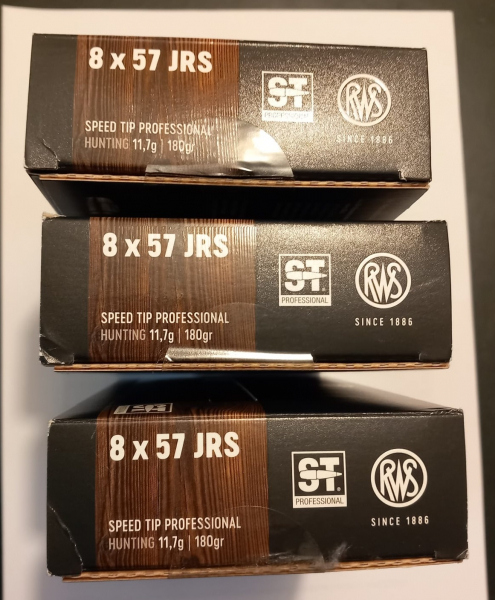 8 x 57 JRS
ST
PROFESSIONAL
RWS
SINCE 1886
SPEED TIP PROFESSIONAL
HUNTING 11,7g | 180gr
8 x 57 JRS
ST
PROFESSIONAL
RWS
SINCE 1886
SPEED TIP PROFESSIONAL
HUNTING 11,7g | 180gr
8 x 57 JRS
ST®
PROFESSIONAL
RWS
SINCE 1886
SPEED TIP PROFESSIONAL
HUNTING 11,7g | 180gr